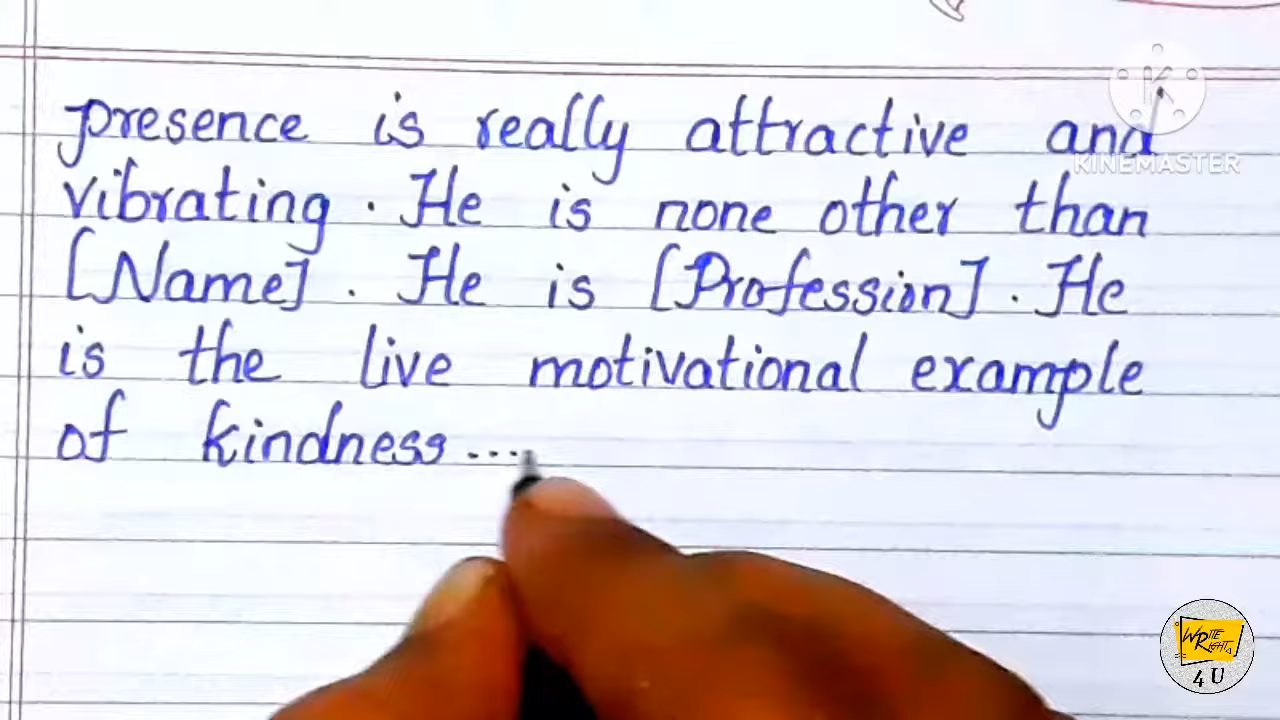 presence is really attractive and
vibrating. He is none other than
[Name]. He is [Profession]. He
is the live motivational example
of kindness....
KINEMASTER
WRITE
RIGHT
4 U